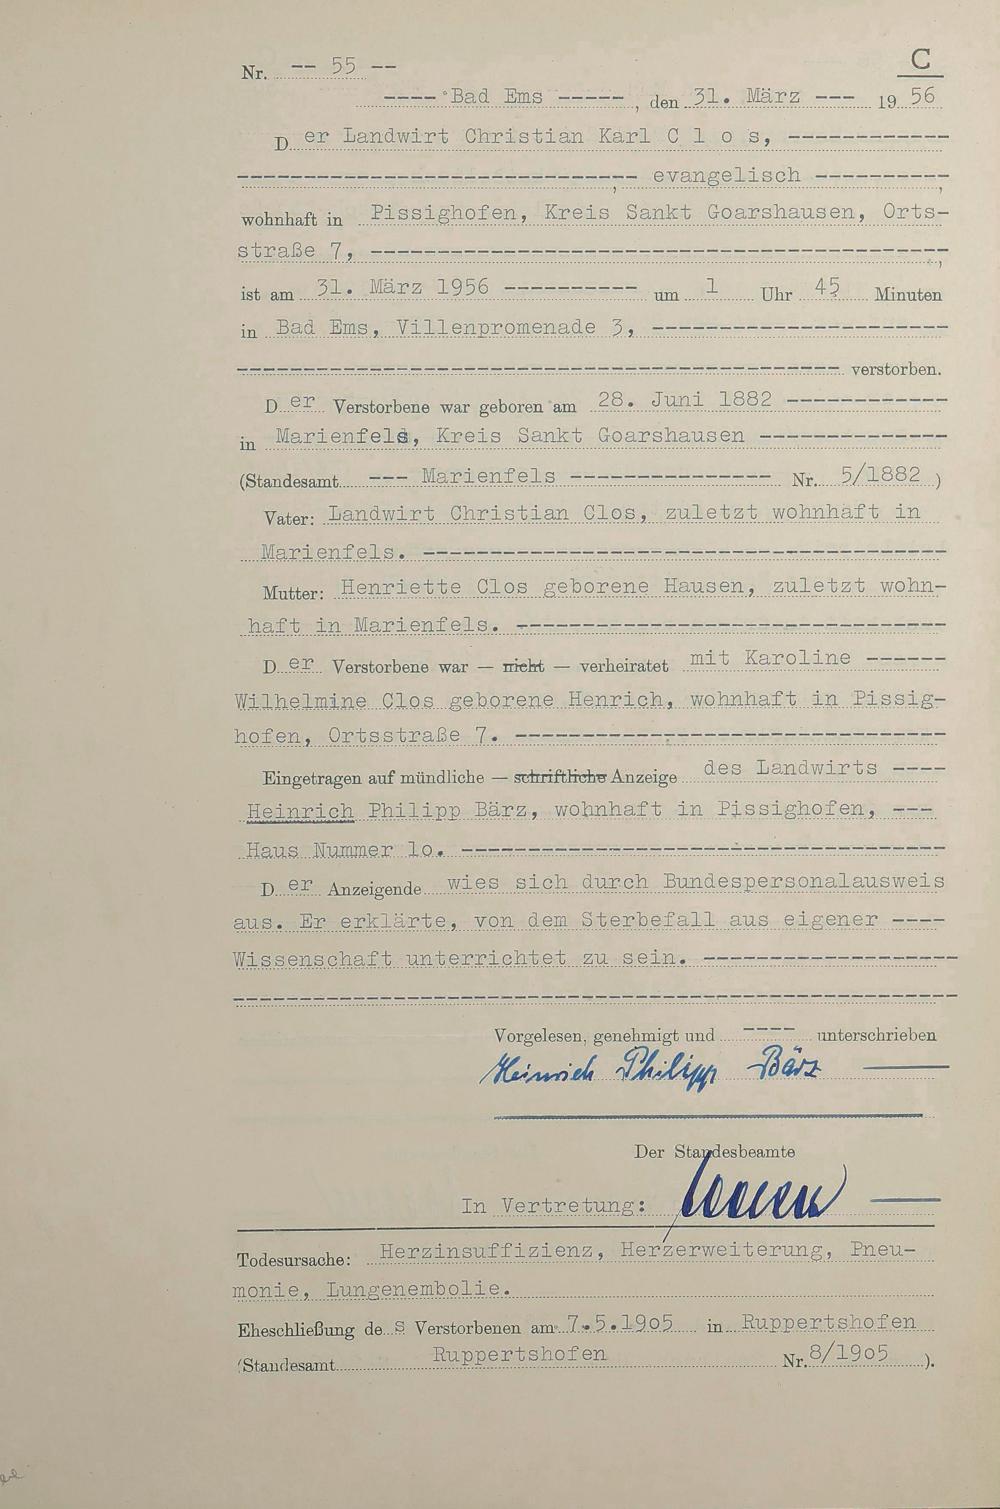 C
Nr. -- 55 --
---- Bad Ems -----, den 31. März --- 1956
Der Landwirt Christian Karl C l o s, ------------
------------------------------, evangelisch ----------,
wohnhaft in Pissighofen, Kreis Sankt Goarshausen, Orts-
straße 7, -------------------------------------------,
ist am 31. März 1956 ---------- um 1 Uhr 45 Minuten
in Bad Ems, Villenpromenade 3, ----------------------
--------------------------------------------- verstorben.
Der Verstorbene war geboren am 28. Juni 1882 ------------
in Marienfels, Kreis Sankt Goarshausen --------------
(Standesamt --- Marienfels --------------- Nr. 5/1882)
Vater: Landwirt Christian Clos, zuletzt wohnhaft in
Marienfels. ---------------------------------------
Mutter: Henriette Clos geborene Hausen, zuletzt wohn-
haft in Marienfels. --------------------------------
Der Verstorbene war — nicht — verheiratet mit Karoline ------
Wilhelmine Clos geborene Henrich, wohnhaft in Pissig-
hofen, Ortsstraße 7. --------------------------------
Eingetragen auf mündliche — schriftliche Anzeige des Landwirts ----
Heinrich Philipp Bärz, wohnhaft in Pissighofen, ---
Haus Nummer 1o. ------------------------------------
Der Anzeigende wies sich durch Bundespersonalausweis
aus. Er erklärte, von dem Sterbefall aus eigener ----
Wissenschaft unterrichtet zu sein. -------------------
------------------------------------------------------
Vorgelesen, genehmigt und ---- unterschrieben
Heinrich Philipp Bärz
Der Standesbeamte
In Vertretung:
Todesursache: Herzinsuffizienz, Herzerweiterung, Pneu-
monie, Lungenembolie.
Eheschließung des Verstorbenen am 7.5.19o5 in Ruppertshofen
(Standesamt Ruppertshofen Nr. 8/19o5).